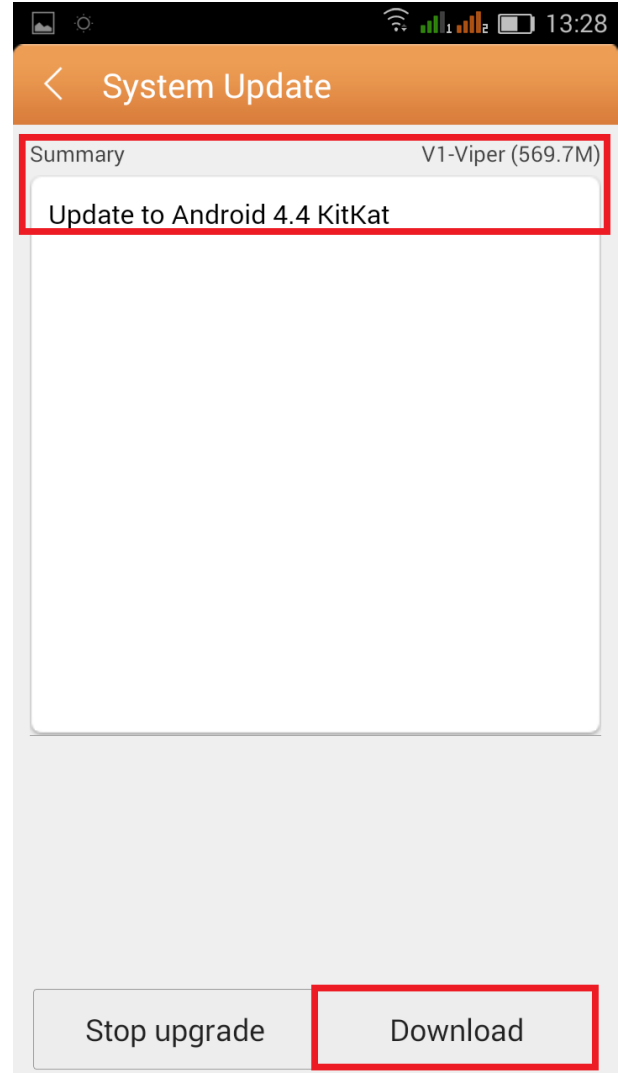 13:28
System Update
Summary V1-Viper (569.7M)
Update to Android 4.4 KitKat
Stop upgrade Download